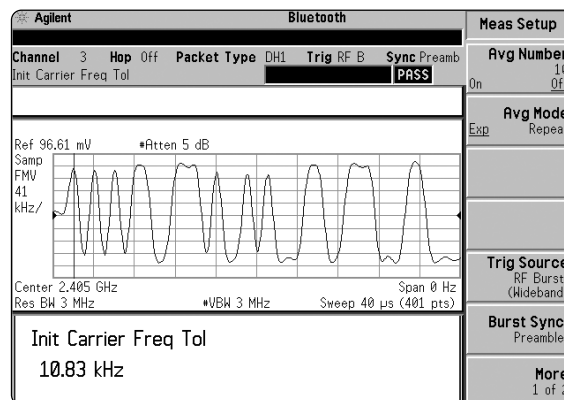 Agilent Bluetooth
Channel 3 Hop Off Packet Type DH1 Trig RF B Sync Preamb
Init Carrier Freq Tol PASS
Ref 96.61 mV #Atten 5 dB
Samp
FMV
41
kHz/
Center 2.405 GHz Span 0 Hz
Res BW 3 MHz #VBW 3 MHz Sweep 40 µs (401 pts)
Init Carrier Freq Tol
10.83 kHz
Meas Setup
Avg Number
10
On Off
Avg Mode
Exp Repeat
Trig Source
RF Burst
(Wideband)
Burst Sync
Preamble
More
1 of 2